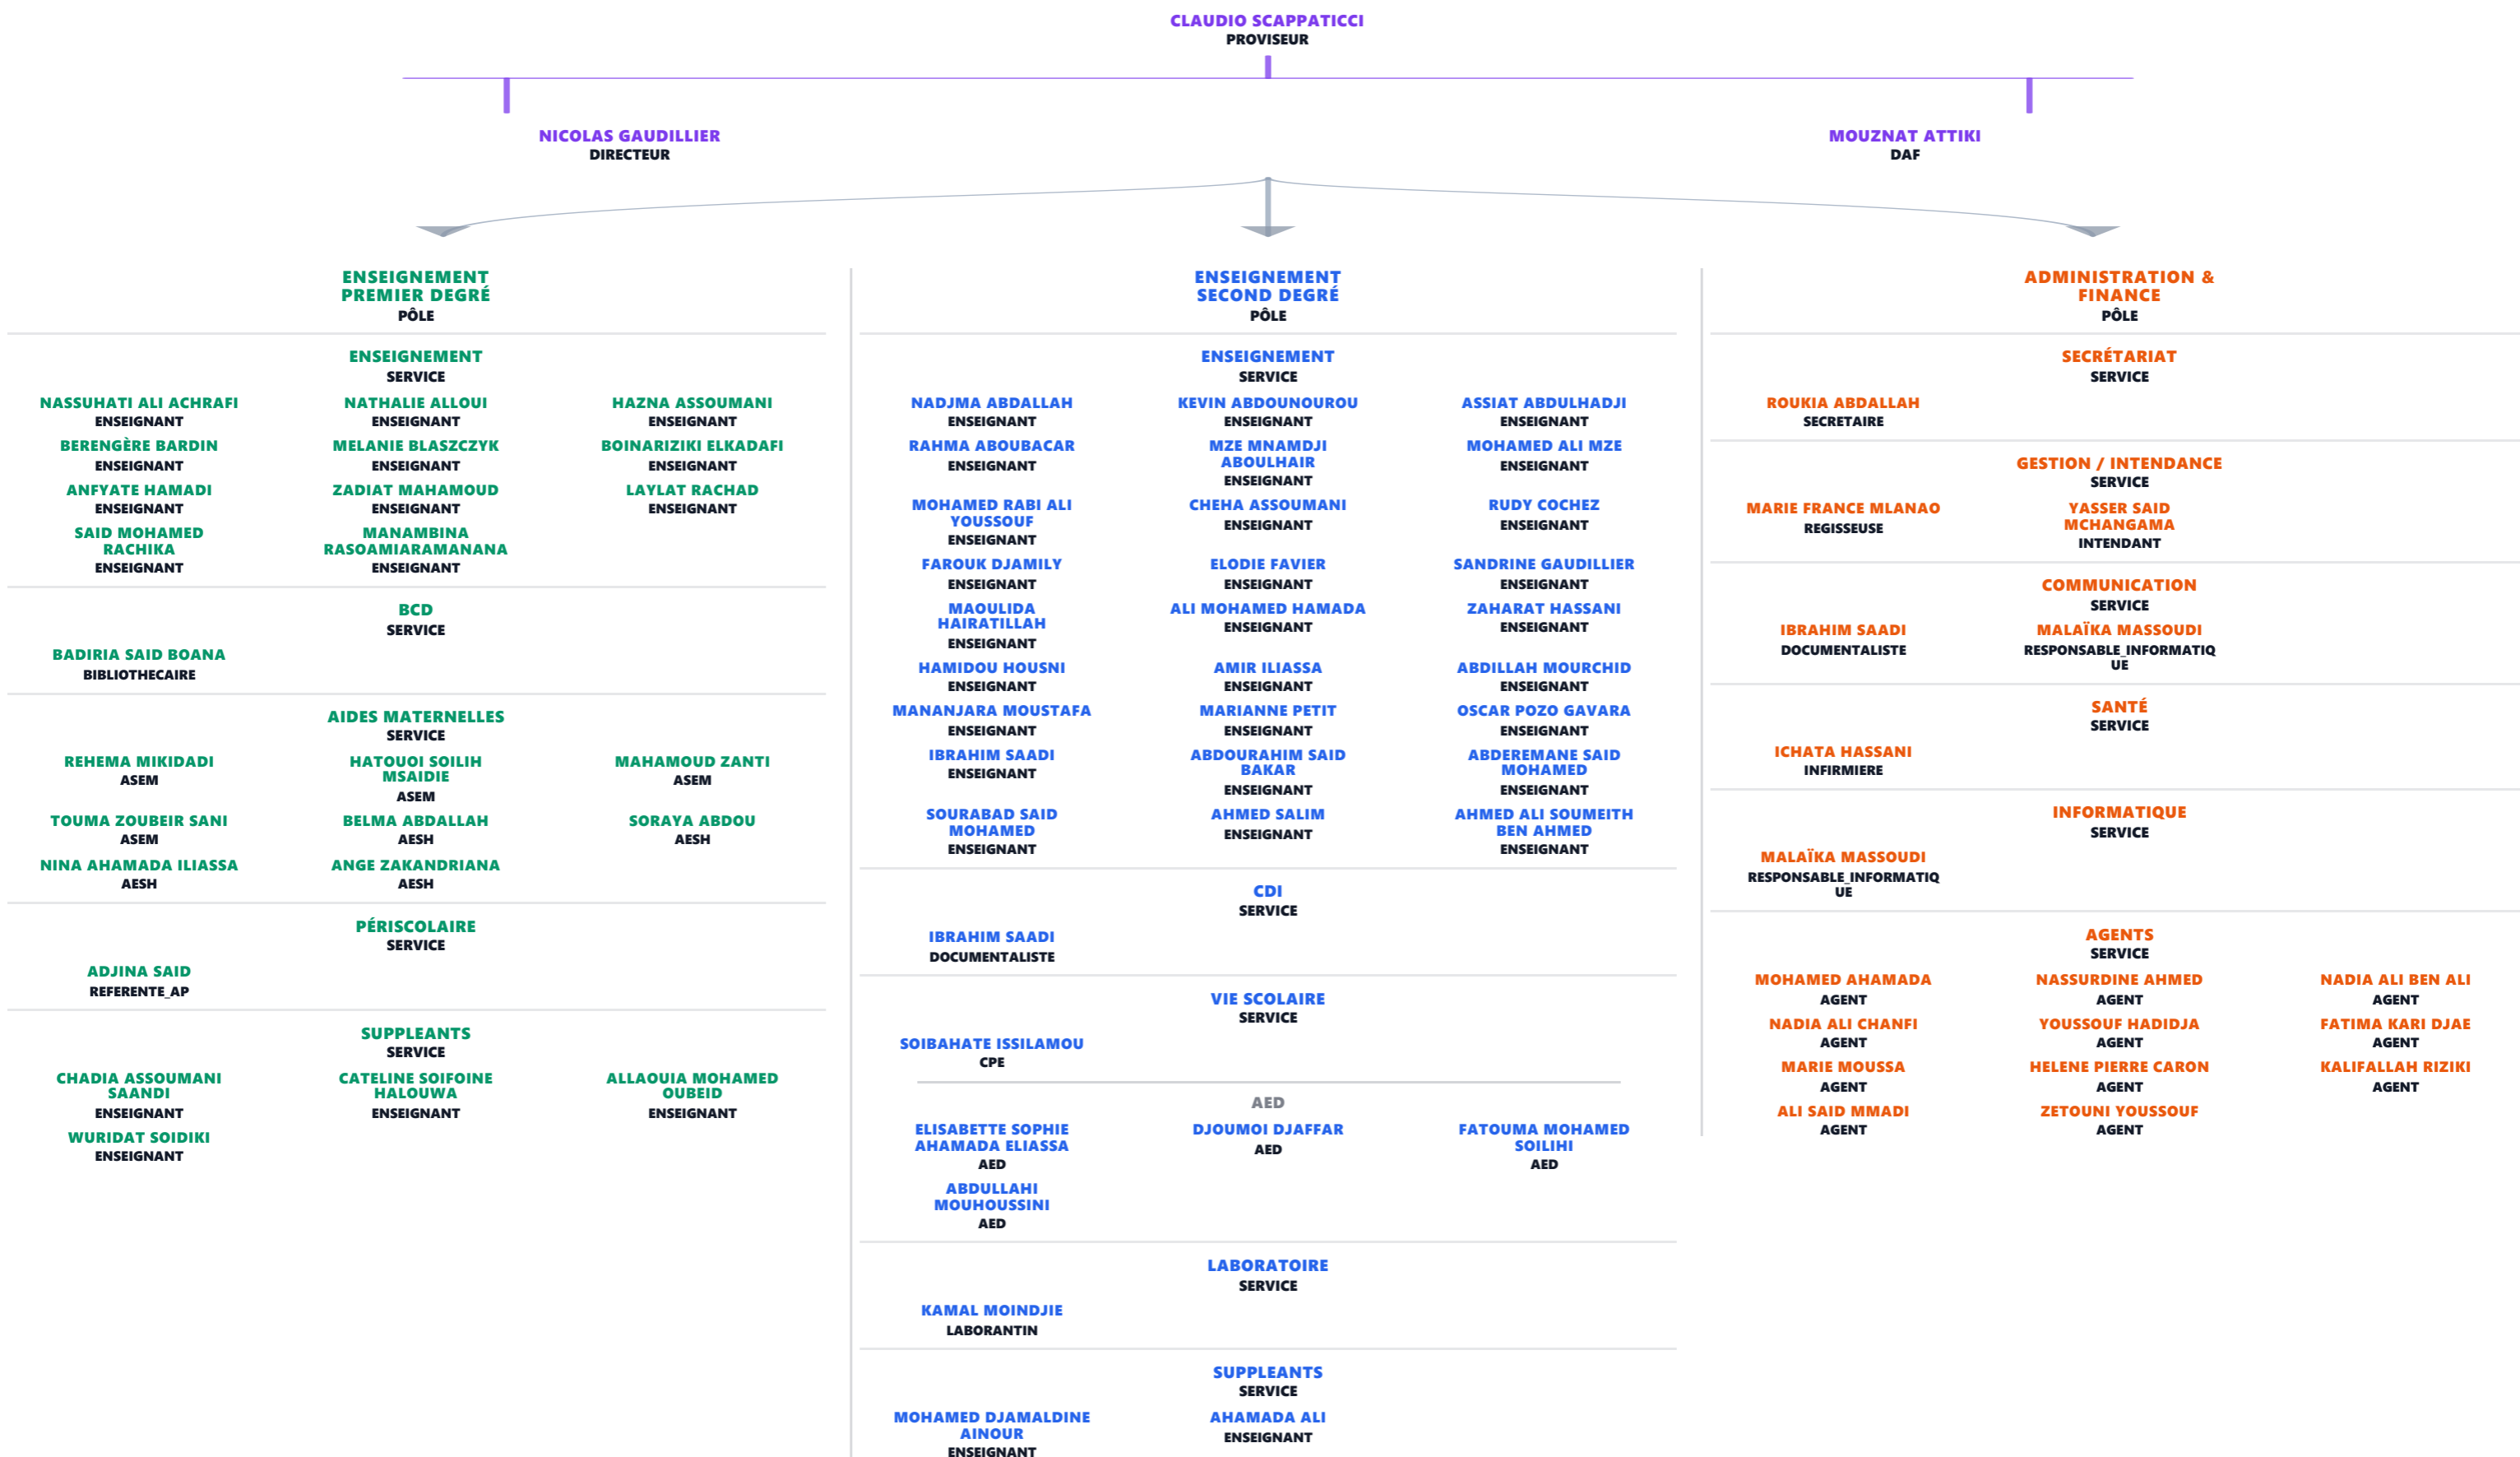 CLAUDIO SCAPPATICCI
PROVISEUR
NICOLAS GAUDILLIER
DIRECTEUR
MOUZNAT ATTIKI
DAF
ENSEIGNEMENT
PREMIER DEGRÉ
PÔLE
ENSEIGNEMENT
SERVICE
NASSUHATI ALI ACHRAFI
ENSEIGNANT
NATHALIE ALLOUI
ENSEIGNANT
HAZNA ASSOUMANI
ENSEIGNANT
BERENGÈRE BARDIN
ENSEIGNANT
MELANIE BLASZCZYK
ENSEIGNANT
BOINARIZIKI ELKADAFI
ENSEIGNANT
ANFYATE HAMADI
ENSEIGNANT
ZADIAT MAHAMOUD
ENSEIGNANT
LAYLAT RACHAD
ENSEIGNANT
SAID MOHAMED
RACHIKA
ENSEIGNANT
MANAMBINA
RASOAMIARAMANANA
ENSEIGNANT
BCD
SERVICE
BADIRIA SAID BOANA
BIBLIOTHECAIRE
AIDES MATERNELLES
SERVICE
REHEMA MIKIDADI
ASEM
HATOUOI SOILIH
MSAIDIE
ASEM
MAHAMOUD ZANTI
ASEM
TOUMA ZOUBEIR SANI
ASEM
BELMA ABDALLAH
AESH
SORAYA ABDOU
AESH
NINA AHAMADA ILIASSA
AESH
ANGE ZAKANDRIANA
AESH
PÉRISCOLAIRE
SERVICE
ADJINA SAID
REFERENTE_AP
SUPPLEANTS
SERVICE
CHADIA ASSOUMANI
SAANDI
ENSEIGNANT
CATELINE SOIFOINE
HALOUWA
ENSEIGNANT
ALLAOUIA MOHAMED
OUBEID
ENSEIGNANT
WURIDAT SOIDIKI
ENSEIGNANT
ENSEIGNEMENT
SECOND DEGRÉ
PÔLE
ENSEIGNEMENT
SERVICE
NADJMA ABDALLAH
ENSEIGNANT
KEVIN ABDOUNOUROU
ENSEIGNANT
ASSIAT ABDULHADJI
ENSEIGNANT
RAHMA ABOUBACAR
ENSEIGNANT
MZE MNAMDJI
ABOULHAIR
ENSEIGNANT
MOHAMED ALI MZE
ENSEIGNANT
MOHAMED RABI ALI
YOUSSOUF
ENSEIGNANT
CHEHA ASSOUMANI
ENSEIGNANT
RUDY COCHEZ
ENSEIGNANT
FAROUK DJAMILY
ENSEIGNANT
ELODIE FAVIER
ENSEIGNANT
SANDRINE GAUDILLIER
ENSEIGNANT
MAOULIDA
HAIRATILLAH
ENSEIGNANT
ALI MOHAMED HAMADA
ENSEIGNANT
ZAHARAT HASSANI
ENSEIGNANT
HAMIDOU HOUSNI
ENSEIGNANT
AMIR ILIASSA
ENSEIGNANT
ABDILLAH MOURCHID
ENSEIGNANT
MANANJARA MOUSTAFA
ENSEIGNANT
MARIANNE PETIT
ENSEIGNANT
OSCAR POZO GAVARA
ENSEIGNANT
IBRAHIM SAADI
ENSEIGNANT
ABDOURAHIM SAID
BAKAR
ENSEIGNANT
ABDEREMANE SAID
MOHAMED
ENSEIGNANT
SOURABAD SAID
MOHAMED
ENSEIGNANT
AHMED SALIM
ENSEIGNANT
AHMED ALI SOUMEITH
BEN AHMED
ENSEIGNANT
CDI
SERVICE
IBRAHIM SAADI
DOCUMENTALISTE
VIE SCOLAIRE
SERVICE
SOIBAHATE ISSILAMOU
CPE
AED
ELISABETTE SOPHIE
AHAMADA ELIASSA
AED
DJOUMOI DJAFFAR
AED
FATOUMA MOHAMED
SOILIHI
AED
ABDULLAHI
MOUHOUSSINI
AED
LABORATOIRE
SERVICE
KAMAL MOINDJIE
LABORANTIN
SUPPLEANTS
SERVICE
MOHAMED DJAMALDINE
AINOUR
ENSEIGNANT
AHAMADA ALI
ENSEIGNANT
ADMINISTRATION &
FINANCE
PÔLE
SECRÉTARIAT
SERVICE
ROUKIA ABDALLAH
SECRETAIRE
GESTION / INTENDANCE
SERVICE
MARIE FRANCE MLANAO
REGISSEUSE
YASSER SAID
MCHANGAMA
INTENDANT
COMMUNICATION
SERVICE
IBRAHIM SAADI
DOCUMENTALISTE
MALAÏKA MASSOUDI
RESPONSABLE_INFORMATIQ
UE
SANTÉ
SERVICE
ICHATA HASSANI
INFIRMIERE
INFORMATIQUE
SERVICE
MALAÏKA MASSOUDI
RESPONSABLE_INFORMATIQ
UE
AGENTS
SERVICE
MOHAMED AHAMADA
AGENT
NASSURDINE AHMED
AGENT
NADIA ALI BEN ALI
AGENT
NADIA ALI CHANFI
AGENT
YOUSSOUF HADIDJA
AGENT
FATIMA KARI DJAE
AGENT
MARIE MOUSSA
AGENT
HELENE PIERRE CARON
AGENT
KALIFALLAH RIZIKI
AGENT
ALI SAID MMADI
AGENT
ZETOUNI YOUSSOUF
AGENT